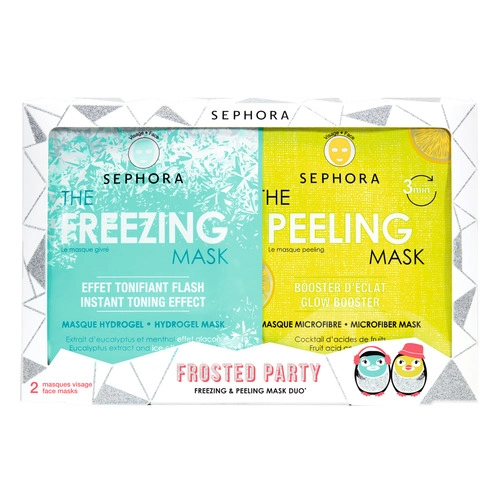 SEPHORA
Visage • Face
SEPHORA
THE
FREEZING
Le masque givré
MASK
EFFET TONIFIANT FLASH
INSTANT TONING EFFECT
MASQUE HYDROGEL • HYDROGEL MASK
Extrait d'eucalyptus et menthol effet glaçon
Eucalyptus extract and
Visage • Face
SEPHORA
3 min
THE
PEELING
Le masque peeling
MASK
BOOSTER D'ÉCLAT
GLOW BOOSTER
MASQUE MICROFIBRE • MICROFIBER MASK
Cocktail d'acides de fruits
Fruit acid
2 masques visage
face masks
FROSTED PARTY
FREEZING & PEELING MASK DUO